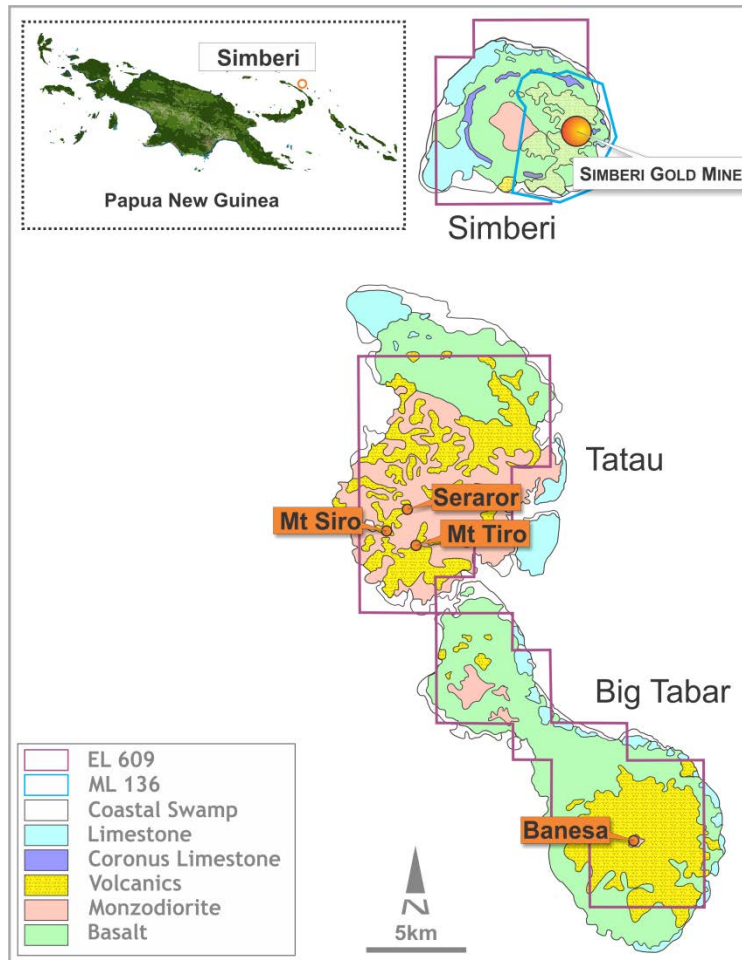 Simberi
Papua New Guinea
SIMBERI GOLD MINE
Simberi
Tatau
Seraror
Mt Siro
Mt Tiro
Big Tabar
Banesa
EL 609
ML 136
Coastal Swamp
Limestone
Coronus Limestone
Volcanics
Monzodiorite
Basalt
5km